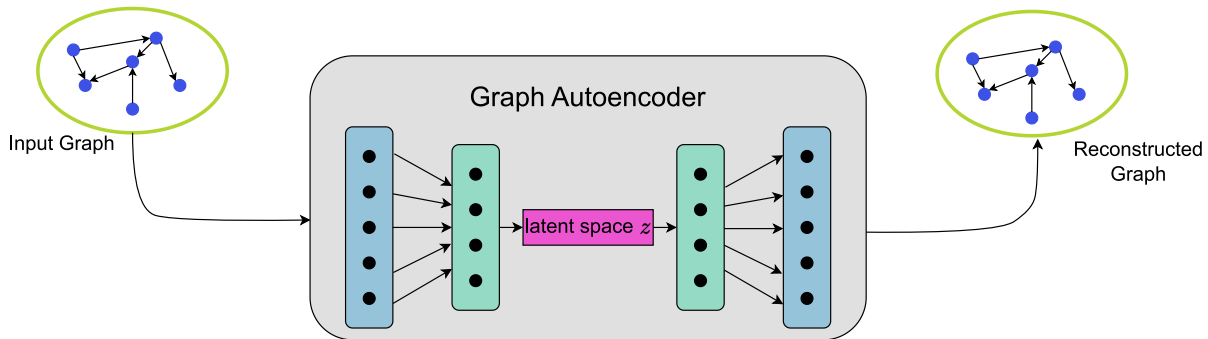 Input Graph
Graph Autoencoder
latent space z
Reconstructed
Graph